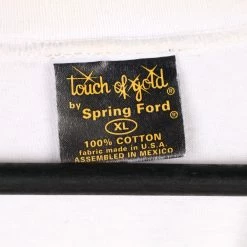 touch of gold
by Spring Ford
XL
100% COTTON
fabric made in U.S.A.
ASSEMBLED IN MEXICO